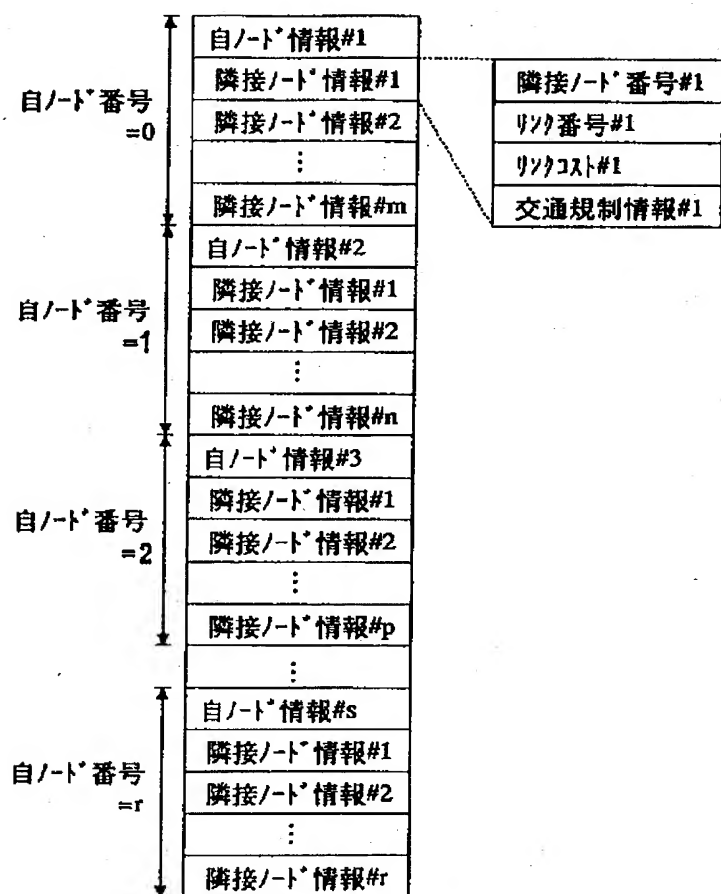 自ﾉｰﾄﾞ番号
=0
自ﾉｰﾄﾞ情報#1
隣接ﾉｰﾄﾞ情報#1
隣接ﾉｰﾄﾞ情報#2
⋮
隣接ﾉｰﾄﾞ情報#m
隣接ﾉｰﾄﾞ番号#1
ﾘﾝｸ番号#1
ﾘﾝｸｺｽﾄ#1
交通規制情報#1
自ﾉｰﾄﾞ番号
=1
自ﾉｰﾄﾞ情報#2
隣接ﾉｰﾄﾞ情報#1
隣接ﾉｰﾄﾞ情報#2
⋮
隣接ﾉｰﾄﾞ情報#n
自ﾉｰﾄﾞ番号
=2
自ﾉｰﾄﾞ情報#3
隣接ﾉｰﾄﾞ情報#1
隣接ﾉｰﾄﾞ情報#2
⋮
隣接ﾉｰﾄﾞ情報#p
⋮
自ﾉｰﾄﾞ番号
=r
自ﾉｰﾄﾞ情報#s
隣接ﾉｰﾄﾞ情報#1
隣接ﾉｰﾄﾞ情報#2
⋮
隣接ﾉｰﾄﾞ情報#r